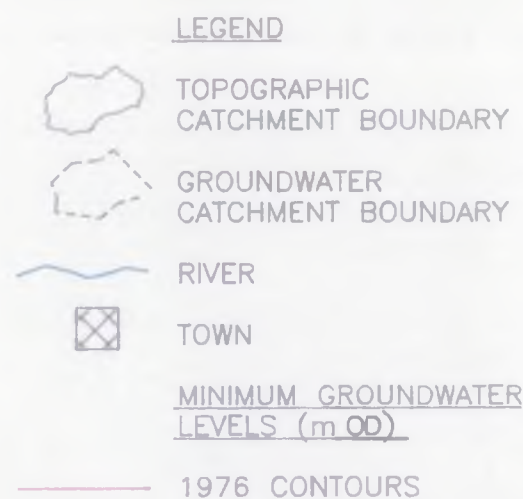 LEGEND
TOPOGRAPHIC
CATCHMENT BOUNDARY
GROUNDWATER
CATCHMENT BOUNDARY
RIVER
TOWN
MINIMUM GROUNDWATER
LEVELS (m OD)
1976 CONTOURS